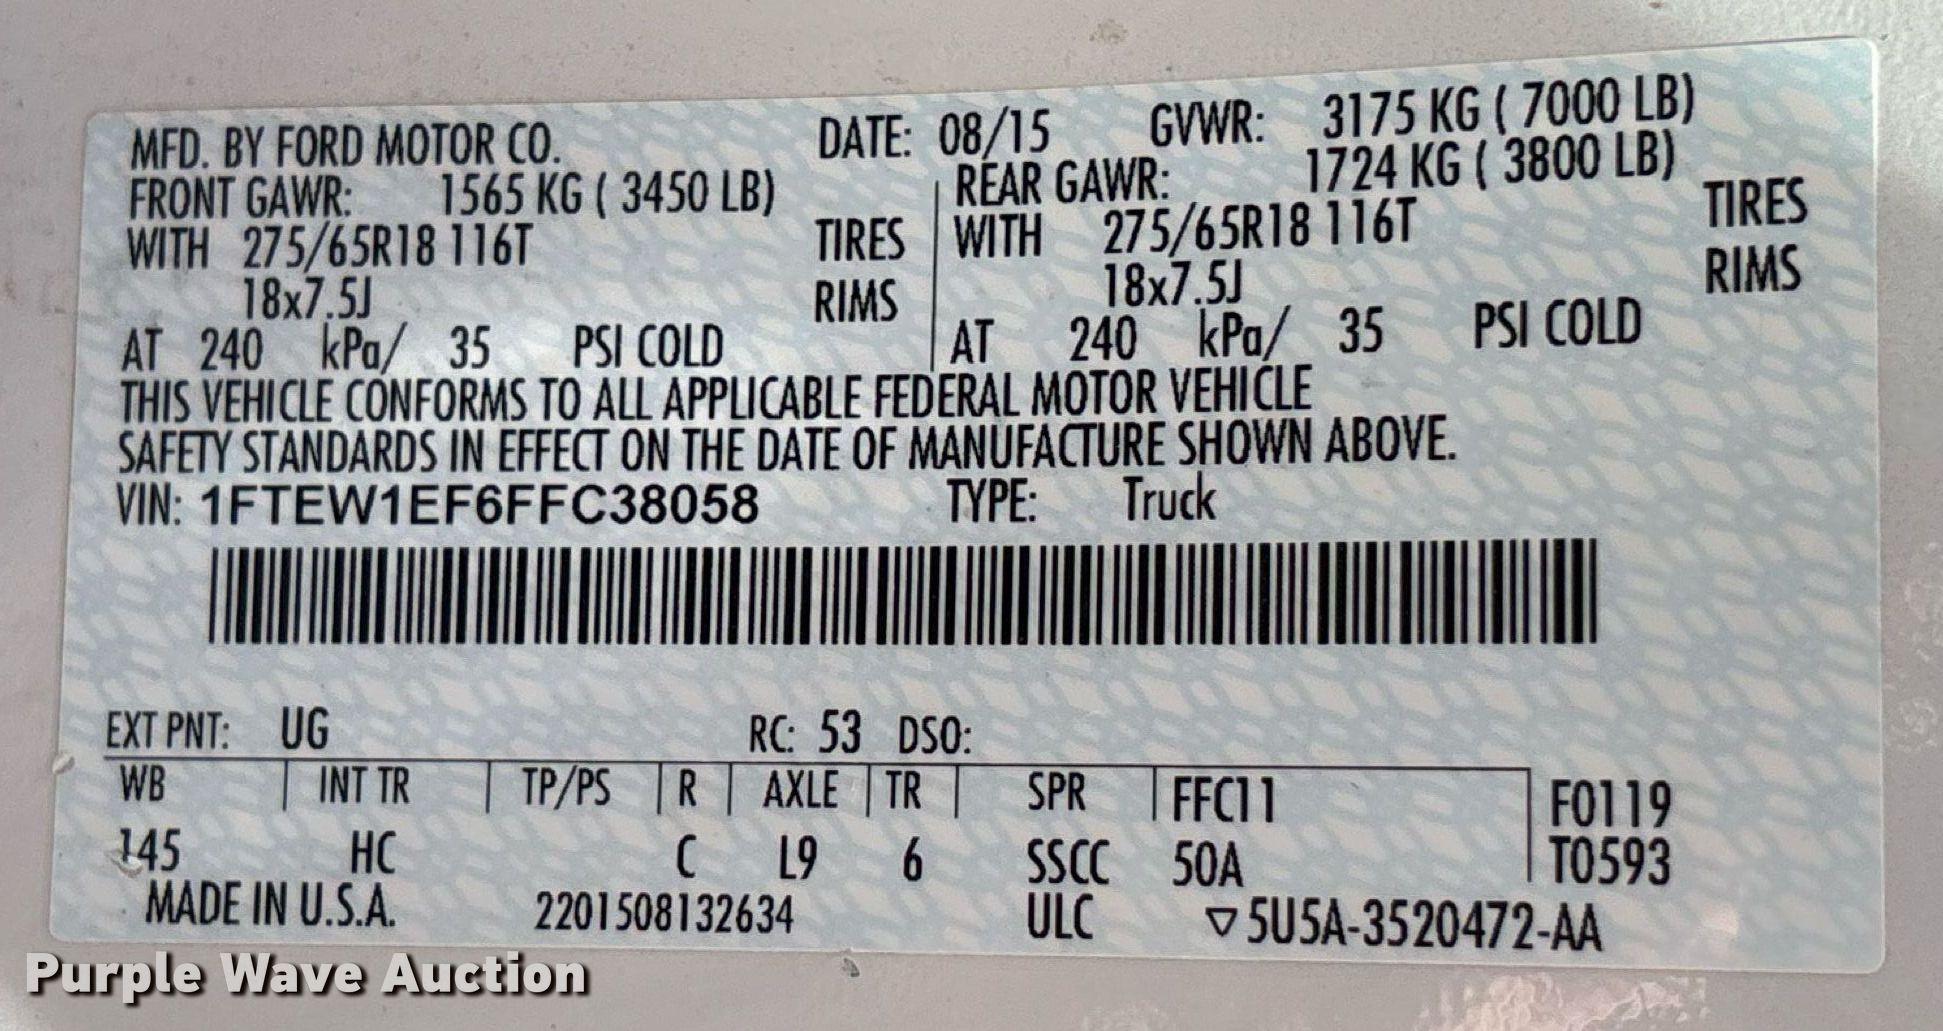 MFD. BY FORD MOTOR CO. DATE: 08/15 GVWR: 3175 KG ( 7000 LB)
FRONT GAWR: 1565 KG ( 3450 LB) REAR GAWR: 1724 KG ( 3800 LB)
WITH 275/65R18 116T TIRES WITH 275/65R18 116T TIRES
18x7.5J RIMS 18x7.5J RIMS
AT 240 kPa/ 35 PSI COLD AT 240 kPa/ 35 PSI COLD
THIS VEHICLE CONFORMS TO ALL APPLICABLE FEDERAL MOTOR VEHICLE
SAFETY STANDARDS IN EFFECT ON THE DATE OF MANUFACTURE SHOWN ABOVE.
VIN: 1FTEW1EF6FFC38058 TYPE: Truck
EXT PNT: UG RC: 53 DSO:
WB INT TR TP/PS R AXLE TR SPR FFC11 F0119
145 HC C L9 6 SSCC 50A T0593
MADE IN U.S.A. 2201508132634 ULC ▽5U5A-3520472-AA
Purple Wave Auction